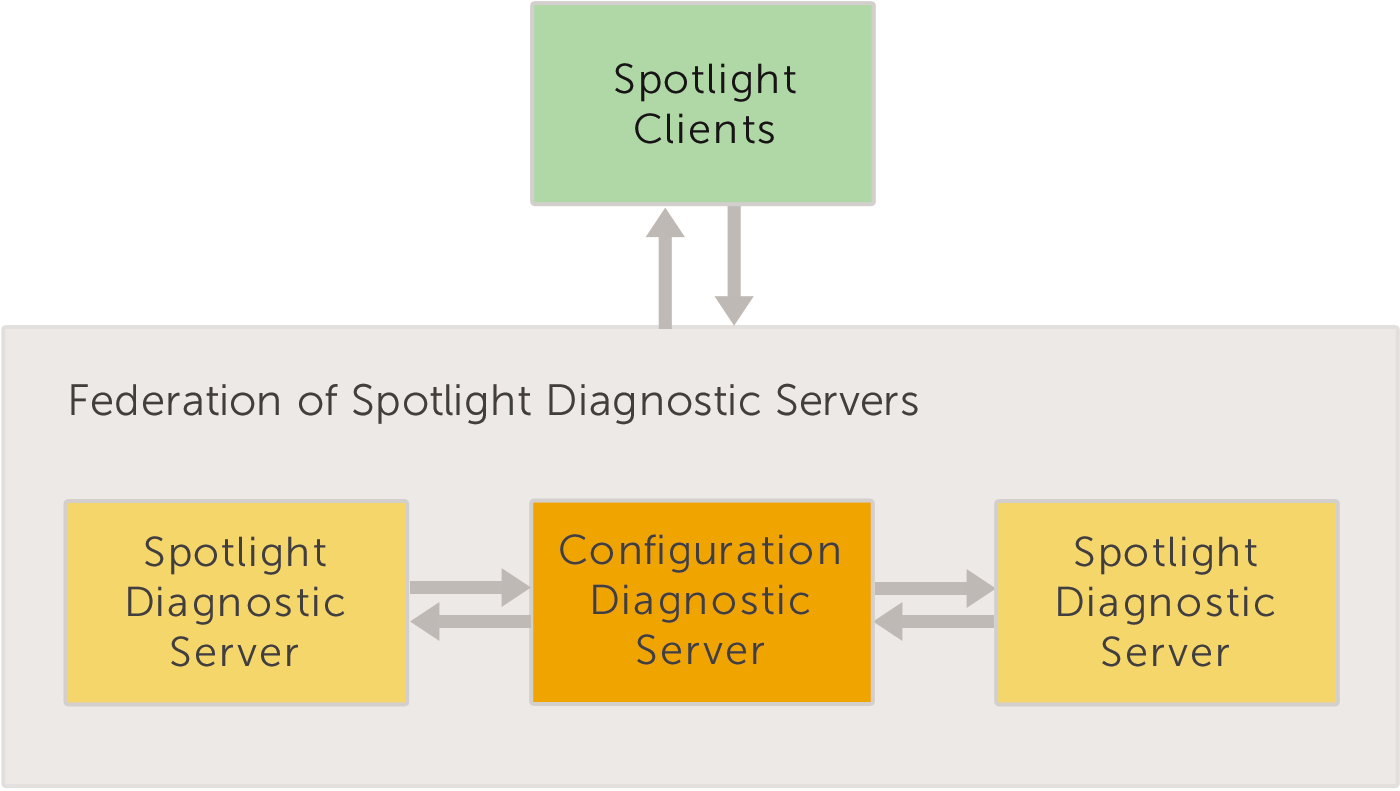 Spotlight
Clients
Federation of Spotlight Diagnostic Servers
Spotlight
Diagnostic
Server
Configuration
Diagnostic
Server
Spotlight
Diagnostic
Server